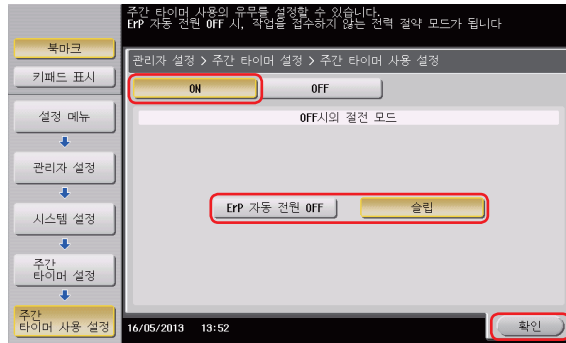 주간 타이머 사용의 유무를 설정할 수 있습니다.
ErP 자동 전원 OFF 시, 작업을 접수하지 않는 전력 절약 모드가 됩니다
북마크
키패드 표시
설정 메뉴
관리자 설정
시스템 설정
주간
타이머 설정
주간
타이머 사용 설정
관리자 설정 > 주간 타이머 설정 > 주간 타이머 사용 설정
ON OFF
OFF시의 절전 모드
ErP 자동 전원 OFF 슬립
16/05/2013 13:52
확인